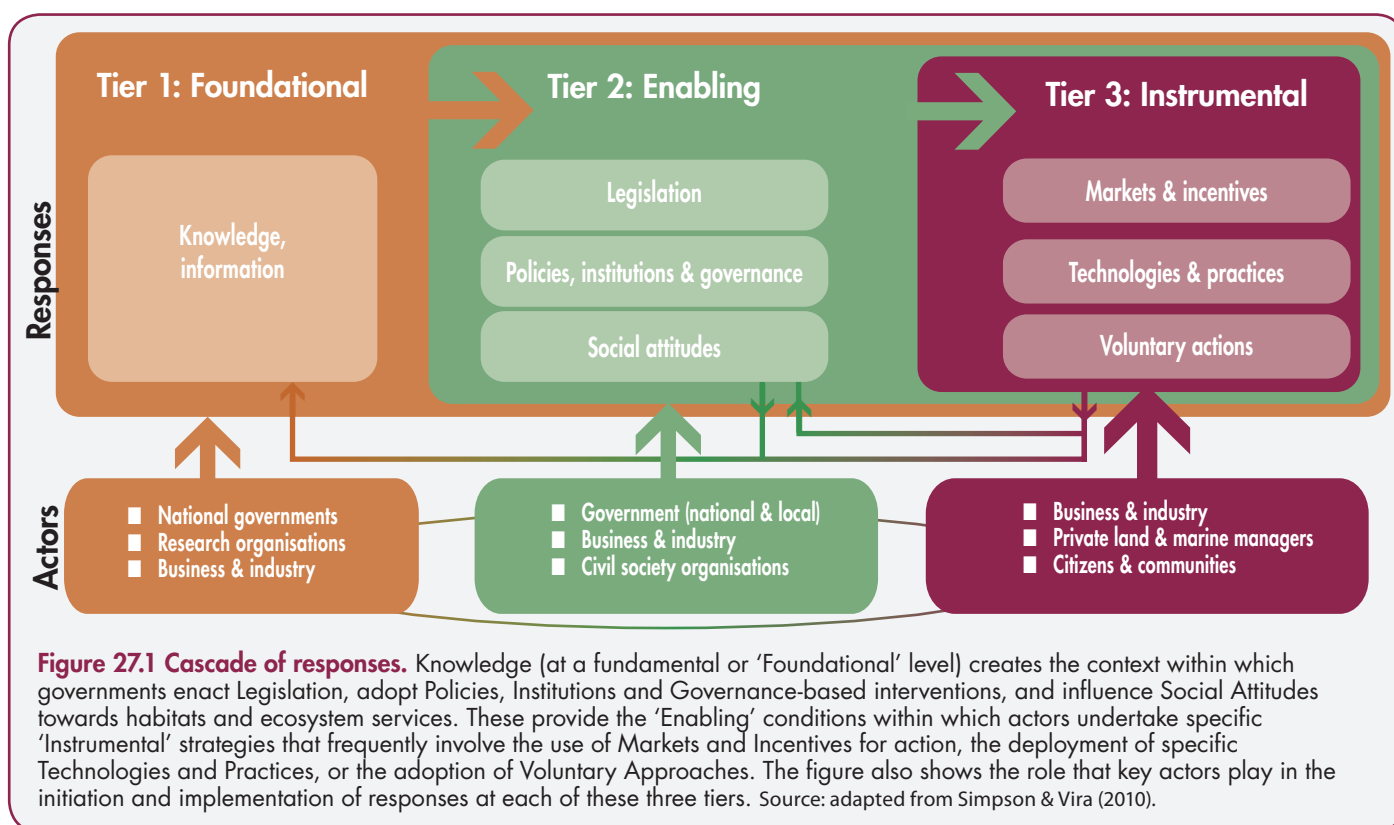 Responses
Tier 1: Foundational
Knowledge,
information
Tier 2: Enabling
Legislation
Policies, institutions & governance
Social attitudes
Tier 3: Instrumental
Markets & incentives
Technologies & practices
Voluntary actions
Actors
■ National governments
■ Research organisations
■ Business & industry
■ Government (national & local)
■ Business & industry
■ Civil society organisations
■ Business & industry
■ Private land & marine managers
■ Citizens & communities
Figure 27.1 Cascade of responses. Knowledge (at a fundamental or ‘Foundational’ level) creates the context within which
governments enact Legislation, adopt Policies, Institutions and Governance-based interventions, and influence Social Attitudes
towards habitats and ecosystem services. These provide the ‘Enabling’ conditions within which actors undertake specific
‘Instrumental’ strategies that frequently involve the use of Markets and Incentives for action, the deployment of specific
Technologies and Practices, or the adoption of Voluntary Approaches. The figure also shows the role that key actors play in the
initiation and implementation of responses at each of these three tiers. Source: adapted from Simpson & Vira (2010).